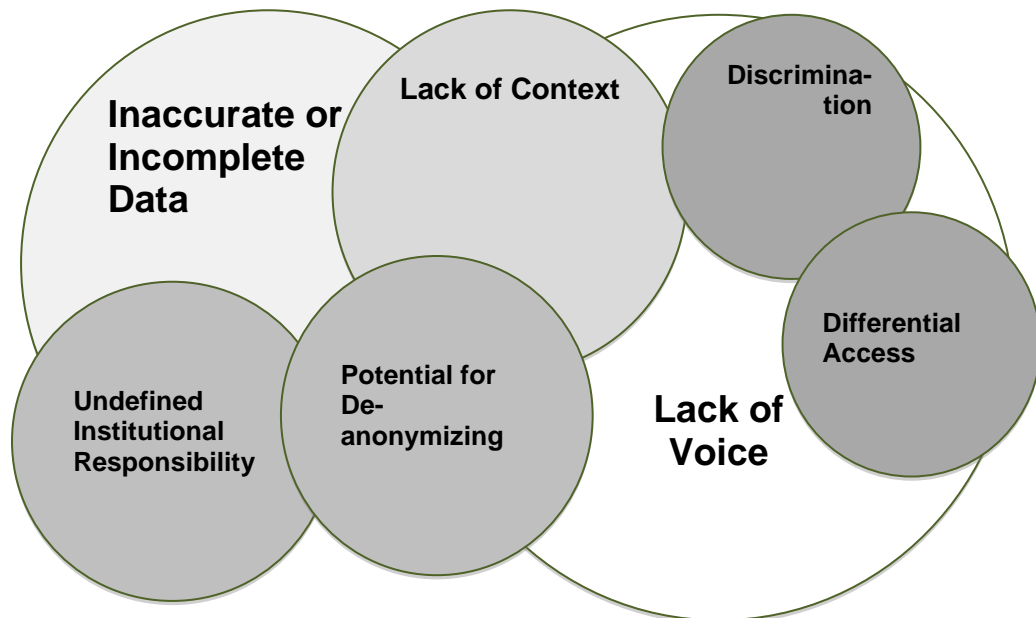 Inaccurate or
Incomplete
Data
Lack of Context
Discrimina-
tion
Differential
Access
Undefined
Institutional
Responsibility
Potential for
De-
anonymizing
Lack of
Voice